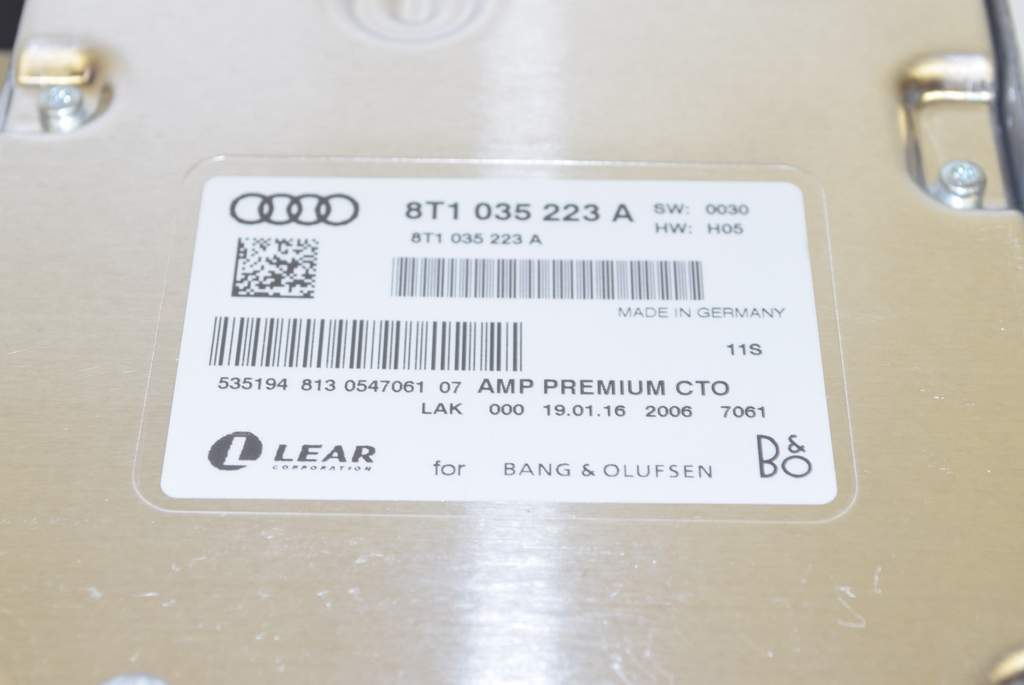 8T1 035 223 A SW: 0030
HW: H05
8T1 035 223 A
MADE IN GERMANY
11S
535194 813 0547061 07 AMP PREMIUM CTO
LAK 000 19.01.16 2006 7061
L LEAR
CORPORATION
for BANG & OLUFSEN
B&O